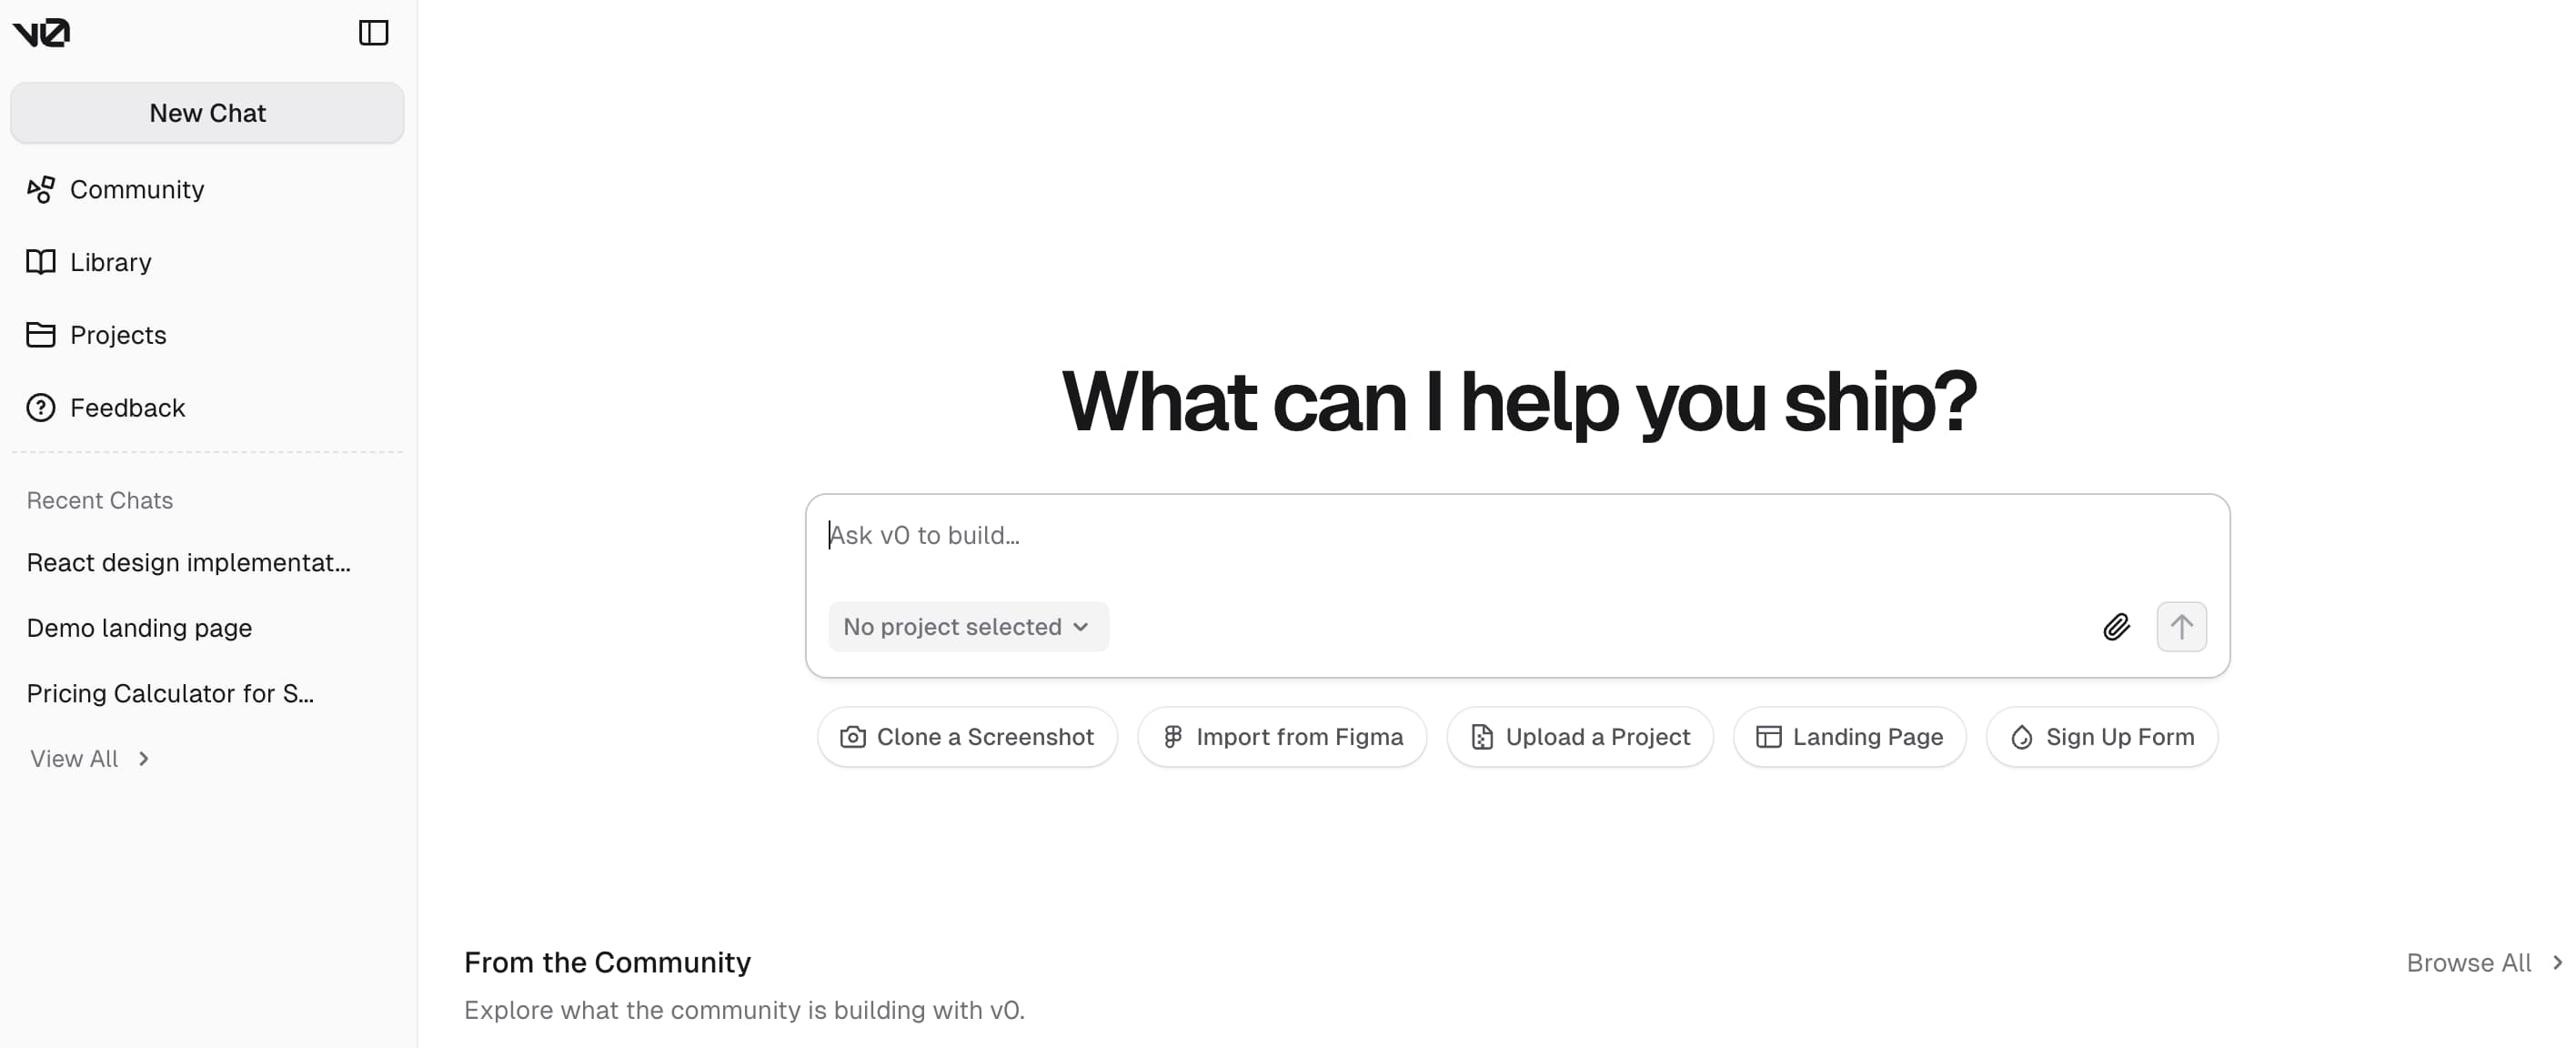 v0
New Chat
Community
Library
Projects
Feedback
Recent Chats
React design implementat...
Demo landing page
Pricing Calculator for S...
View All
What can I help you ship?
Ask v0 to build...
No project selected
Clone a Screenshot
Import from Figma
Upload a Project
Landing Page
Sign Up Form
From the Community
Browse All
Explore what the community is building with v0.